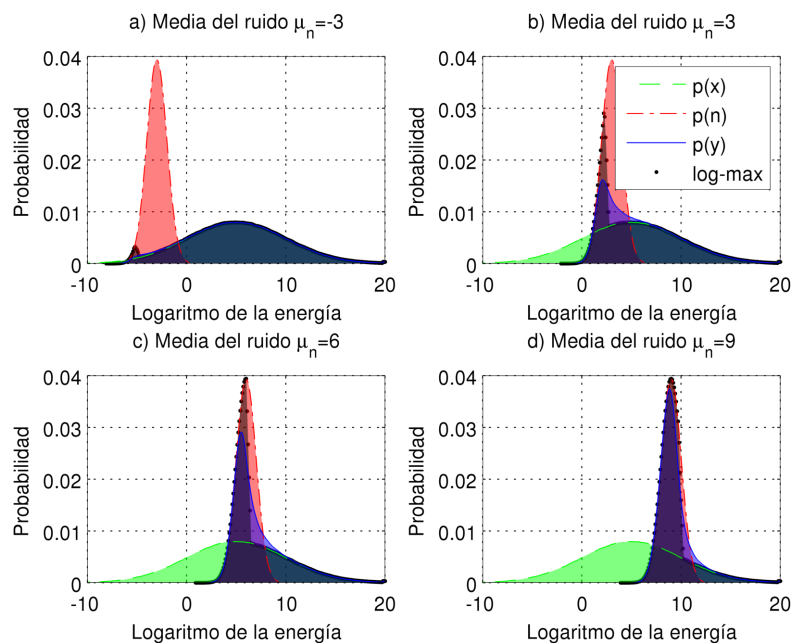 a) Media del ruido μn=-3
0.04
0.03
0.02
0.01
0
-10
0
10
20
Probabilidad
Logaritmo de la energía
b) Media del ruido μn=3
0.04
0.03
0.02
0.01
0
-10
0
10
20
Probabilidad
Logaritmo de la energía
p(x)
p(n)
p(y)
log-max
c) Media del ruido μn=6
0.04
0.03
0.02
0.01
0
-10
0
10
20
Probabilidad
Logaritmo de la energía
d) Media del ruido μn=9
0.04
0.03
0.02
0.01
0
-10
0
10
20
Probabilidad
Logaritmo de la energía